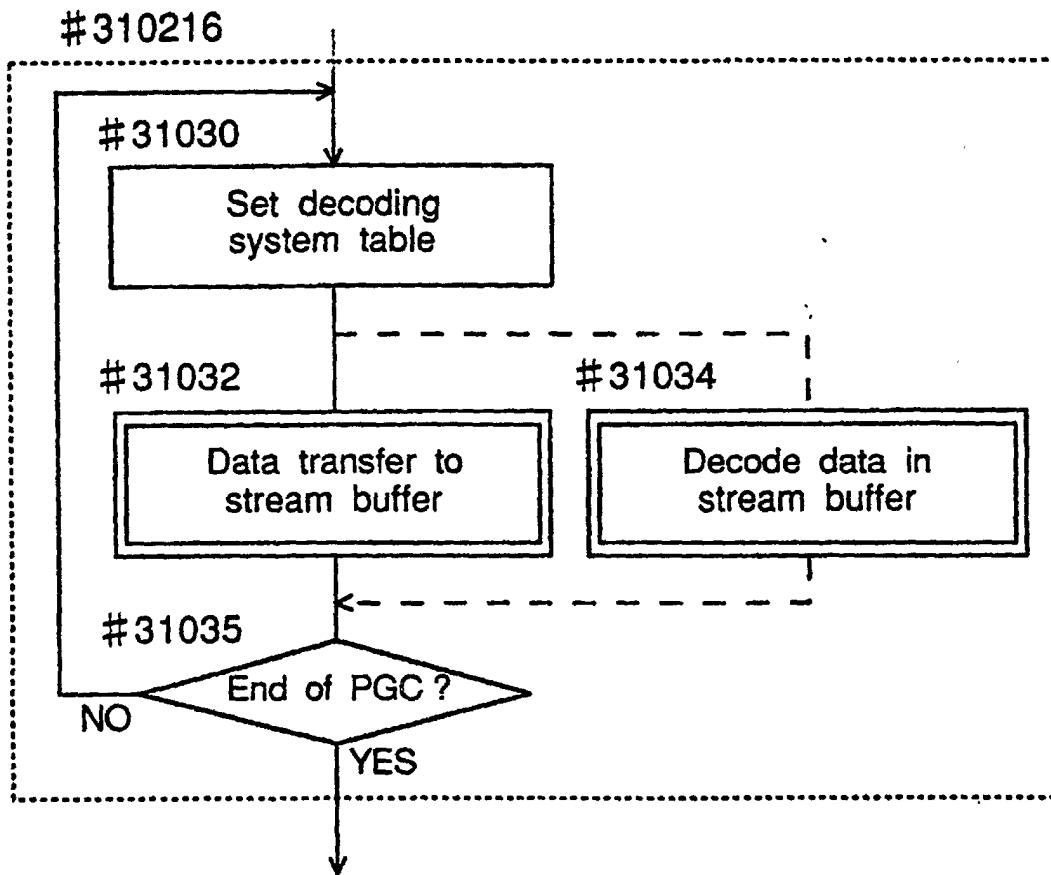 #310216
#31030
Set decoding
system table
#31032
#31034
Data transfer to
stream buffer
Decode data in
stream buffer
#31035
End of PGC ?
NO
YES